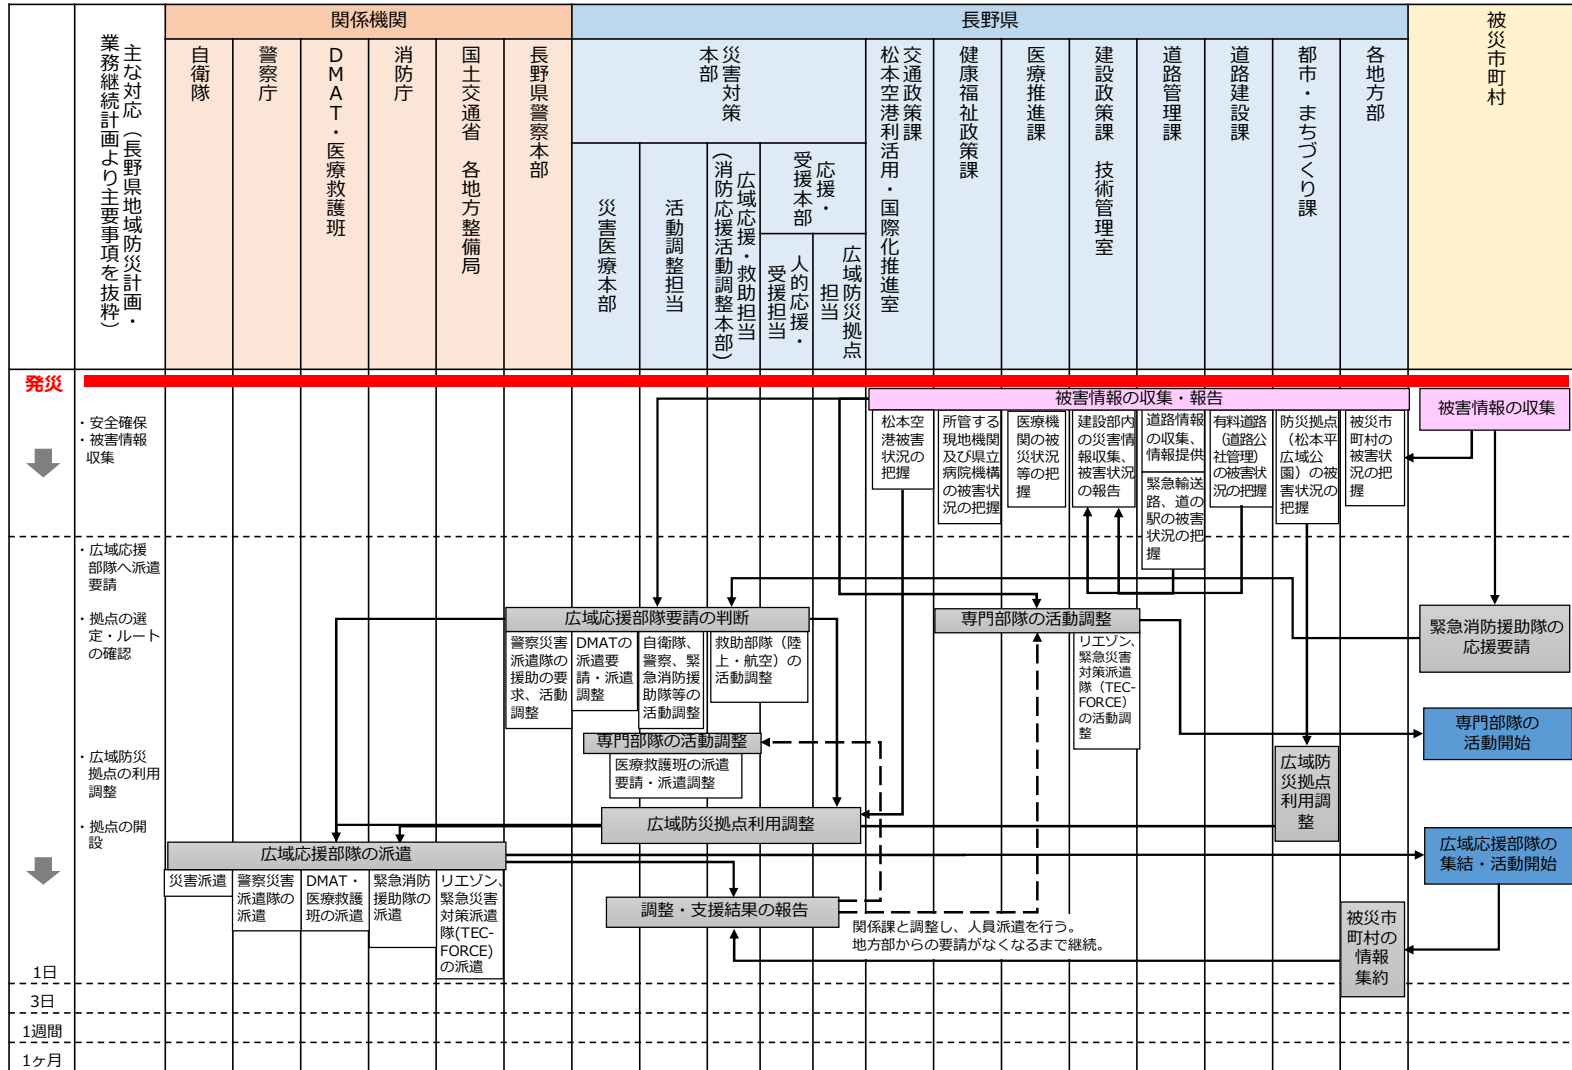 主な対応（長野県地域防災計画・
業務継続計画より主要事項を抜粋）
関係機関
長野県
被災市町村
自衛隊
警察庁
DMAT・医療救護班
消防庁
国土交通省　各地方整備局
長野県警察本部
災害対策
本部
災害医療本部
活動調整担当
広域応援・救助担当
（消防応援活動調整本部）
応援・
受援本部
人的応援・
受援担当
広域防災拠点
担当
交通政策課
松本空港利活用・国際化推進室
健康福祉政策課
医療推進課
建設政策課　技術管理室
道路管理課
道路建設課
都市・まちづくり課
各地方部
発災
・安全確保
・被害情報
収集
被害情報の収集・報告
被害情報の収集
松本空
港被害
状況の
把握
所管する
現地機関
及び県立
病院機構
の被害状
況の把握
医療機
関の被
災状況
等の把
握
建設部内
の災害情
報収集、
被害状況
の報告
道路情報
の収集、
情報提供
緊急輸送
路、道の
駅の被害
状況の把
握
有料道路
（道路公
社管理）
の被害状
況の把握
防災拠点
（松本平
広域公
園）の被
害状況の
把握
被災市
町村の
被害状
況の把
握
・広域応援
部隊へ派遣
要請
・拠点の選
定・ルート
の確認
・広域防災
拠点の利用
調整
・拠点の開
設
広域応援部隊要請の判断
警察災害
派遣隊の
援助の要
求、活動
調整
DMATの
派遣要
請・派遣
調整
自衛隊、
警察、緊
急消防援
助隊等の
活動調整
救助部隊（陸
上・航空）の
活動調整
専門部隊の活動調整
リエゾン、
緊急災害
対策派遣
隊（TEC-
FORCE）
の活動調
整
緊急消防援助隊の
応援要請
専門部隊の活動調整
医療救護班の派遣
要請・派遣調整
専門部隊の
活動開始
広域防災拠点利用調整
広域防
災拠点
利用調
整
広域応援部隊の派遣
広域応援部隊の
集結・活動開始
災害派遣
警察災害
派遣隊の
派遣
DMAT・
医療救護
班の派遣
緊急消防
援助隊の
派遣
リエゾン、
緊急災害
対策派遣
隊(TEC-
FORCE)
の派遣
調整・支援結果の報告
関係課と調整し、人員派遣を行う。
地方部からの要請がなくなるまで継続。
被災市
町村の
情報
集約
1日
3日
1週間
1ヶ月